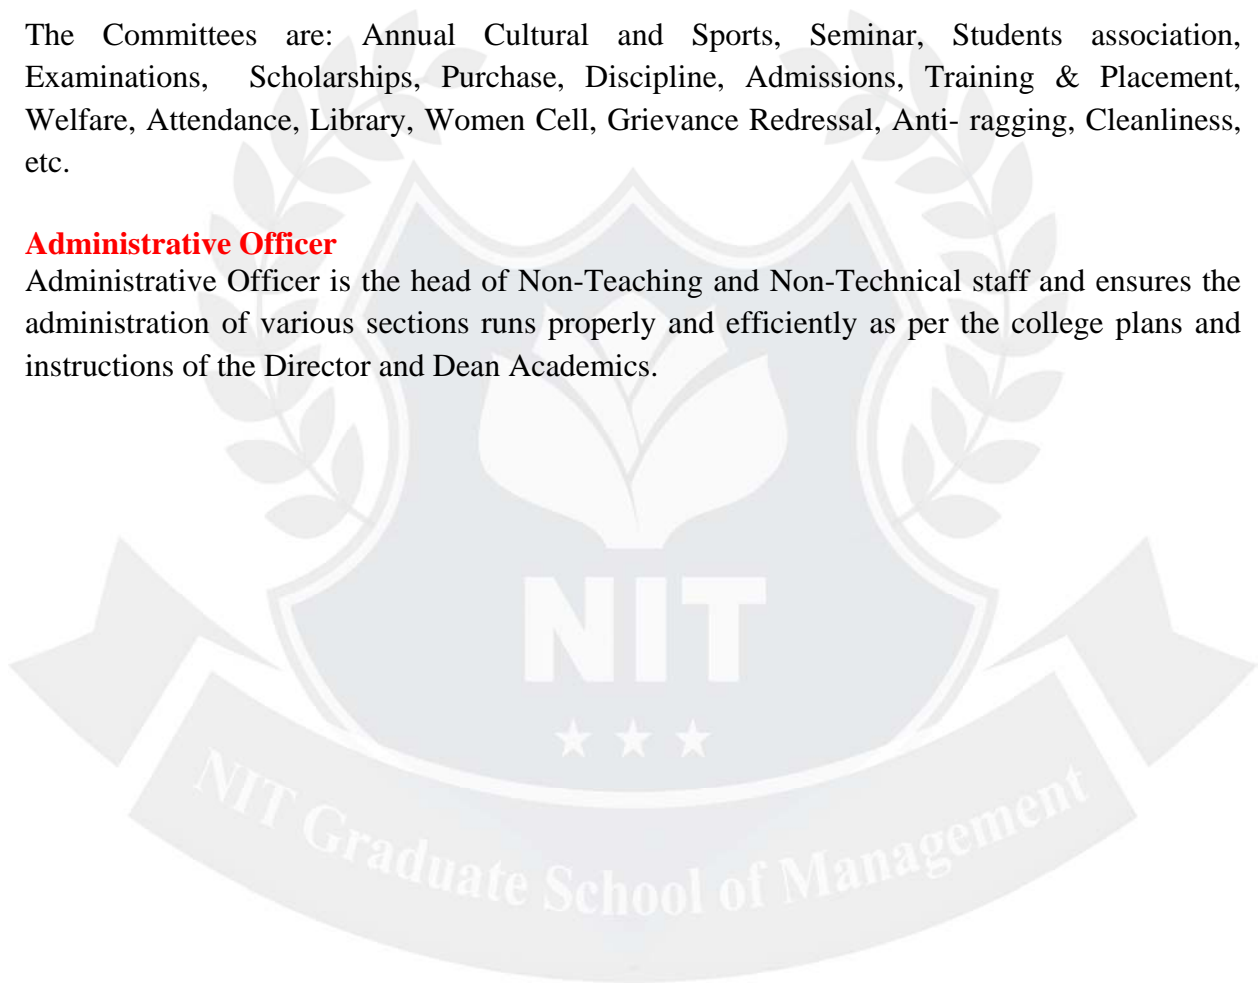 The Committees are: Annual Cultural and Sports, Seminar, Students association,
Examinations, Scholarships, Purchase, Discipline, Admissions, Training & Placement,
Welfare, Attendance, Library, Women Cell, Grievance Redressal, Anti- ragging, Cleanliness,
etc.
Administrative Officer
Administrative Officer is the head of Non-Teaching and Non-Technical staff and ensures the
administration of various sections runs properly and efficiently as per the college plans and
instructions of the Director and Dean Academics.
NIT
NIT Graduate School of Management